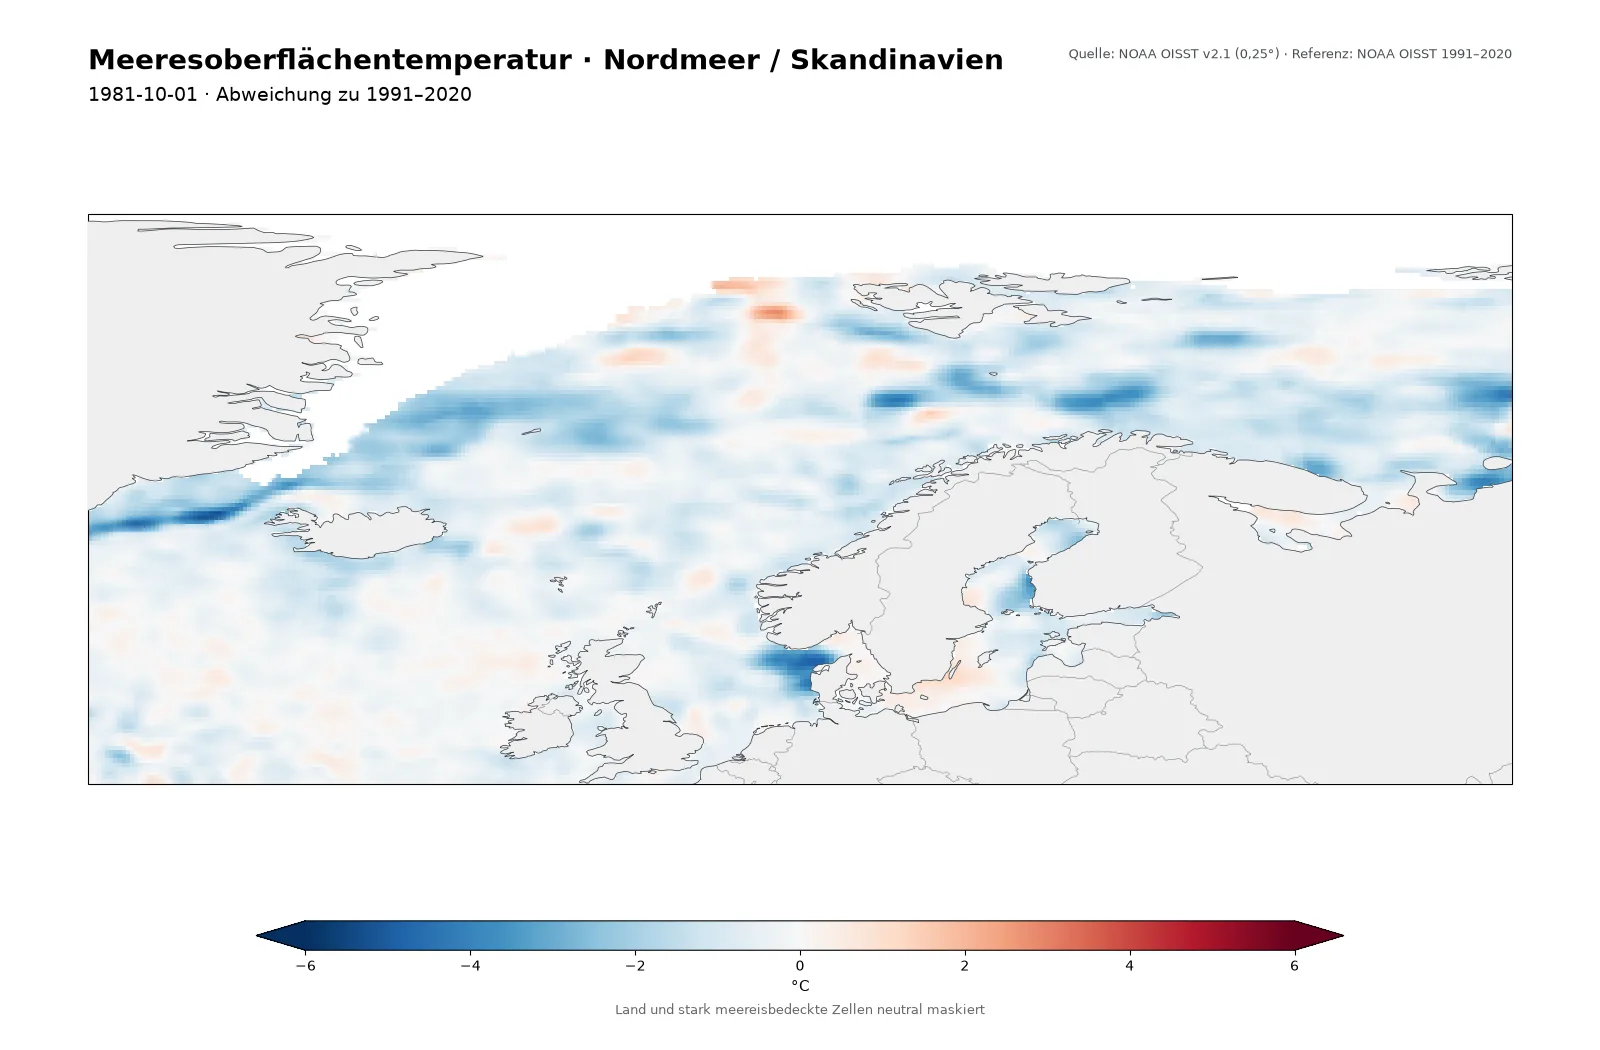 Meeresoberflächentemperatur · Nordmeer / Skandinavien
Quelle: NOAA OISST v2.1 (0,25°) · Referenz: NOAA OISST 1991–2020
1981-10-01 · Abweichung zu 1991–2020
−6 −4 −2 0 2 4 6
°C
Land und stark meereisbedeckte Zellen neutral maskiert